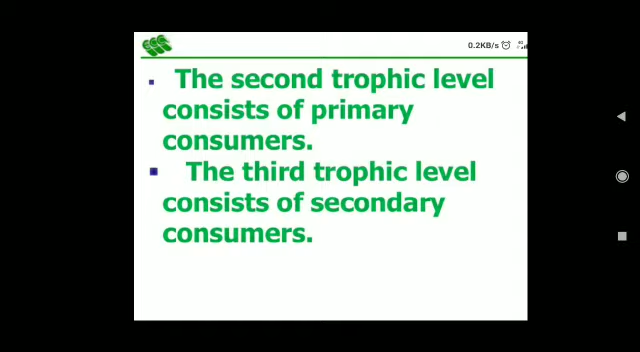 0.2KB/s
The second trophic level
consists of primary
consumers.
The third trophic level
consists of secondary
consumers.